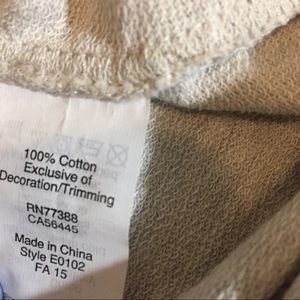 100% Cotton
Exclusive of
Decoration/Trimming
RN77388
CA56445
Made in China
Style E0102
FA 15